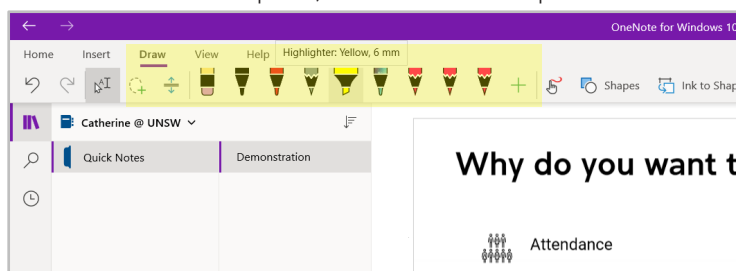 OneNote for Windows 10
Home Insert Draw View Help Highlighter: Yellow, 6 mm
Shapes Ink to Shap
Catherine @ UNSW
Quick Notes Demonstration
Why do you want t
Attendance